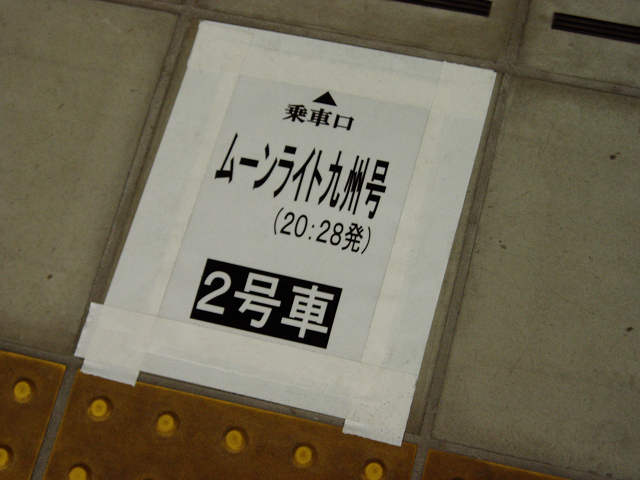 ▲
乗車口
ムーンライト九州号
(20:28発)
2号車